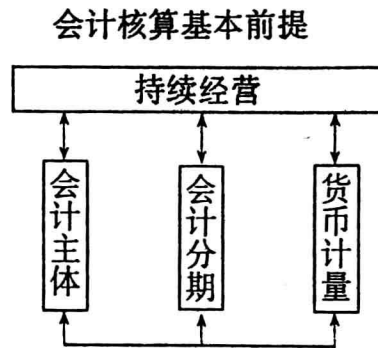 会计核算基本前提
持续经营
会计主体
会计分期
货币计量